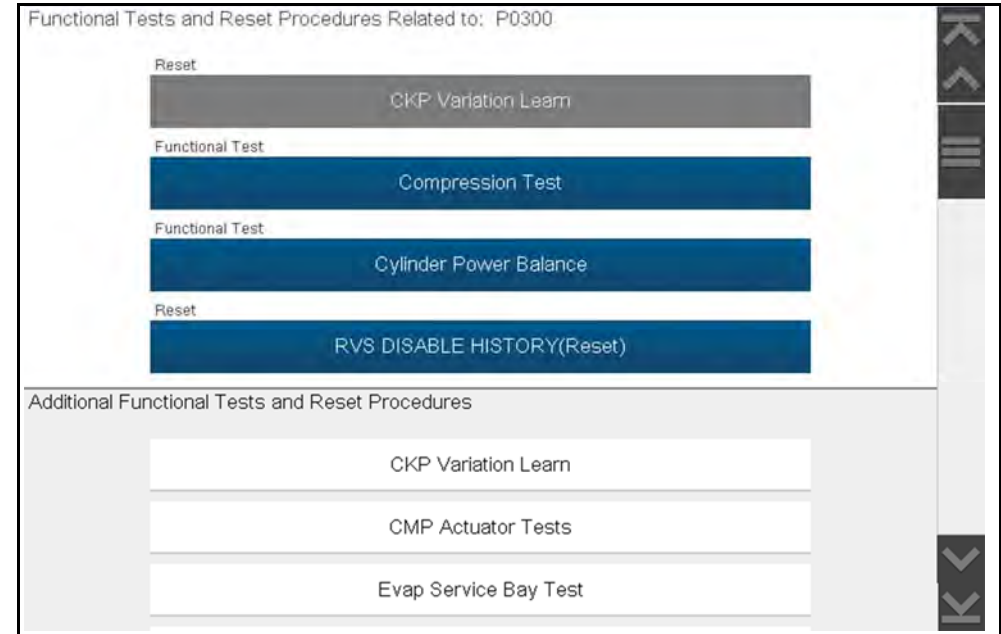 Functional Tests and Reset Procedures Related to: P0300
Reset
CKP Variation Learn
Functional Test
Compression Test
Functional Test
Cylinder Power Balance
Reset
RVS DISABLE HISTORY(Reset)
Additional Functional Tests and Reset Procedures
CKP Variation Learn
CMP Actuator Tests
Evap Service Bay Test